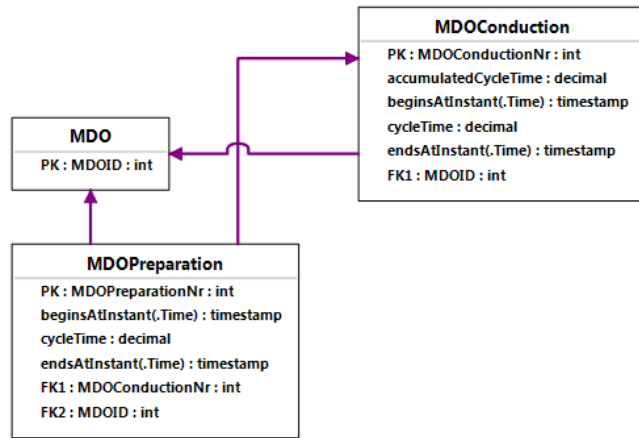 MDOConduction
PK : MDOConductionNr : int
accumulatedCycleTime : decimal
beginsAtInstant(.Time) : timestamp
cycleTime : decimal
endsAtInstant(.Time) : timestamp
FK1 : MDOID : int
MDO
PK : MDOID : int
MDOPreparation
PK : MDOPreparationNr : int
beginsAtInstant(.Time) : timestamp
cycleTime : decimal
endsAtInstant(.Time) : timestamp
FK1 : MDOConductionNr : int
FK2 : MDOID : int